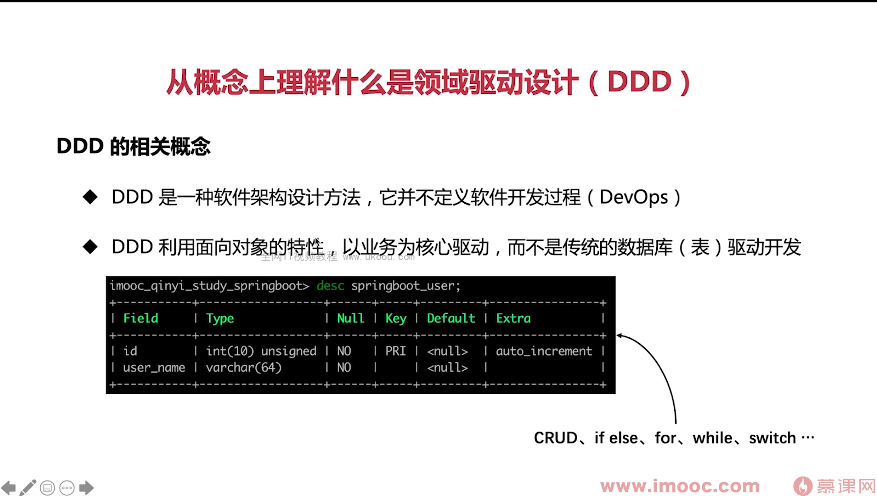 从概念上理解什么是领域驱动设计（DDD）
DDD 的相关概念
◆ DDD 是一种软件架构设计方法，它并不定义软件开发过程（DevOps）
◆ DDD 利用面向对象的特性，以业务为核心驱动，而不是传统的数据库（表）驱动开发
imooc_qinyi_study_springboot> desc springboot_user;
+-----------+------------------+------+-----+---------+----------------+
| Field | Type | Null | Key | Default | Extra |
+-----------+------------------+------+-----+---------+----------------+
| id | int(10) unsigned | NO | PRI | <null> | auto_increment |
| user_name | varchar(64) | NO | | <null> | |
+-----------+------------------+------+-----+---------+----------------+
CRUD、if else、for、while、switch …
www.imooc.com 慕课网